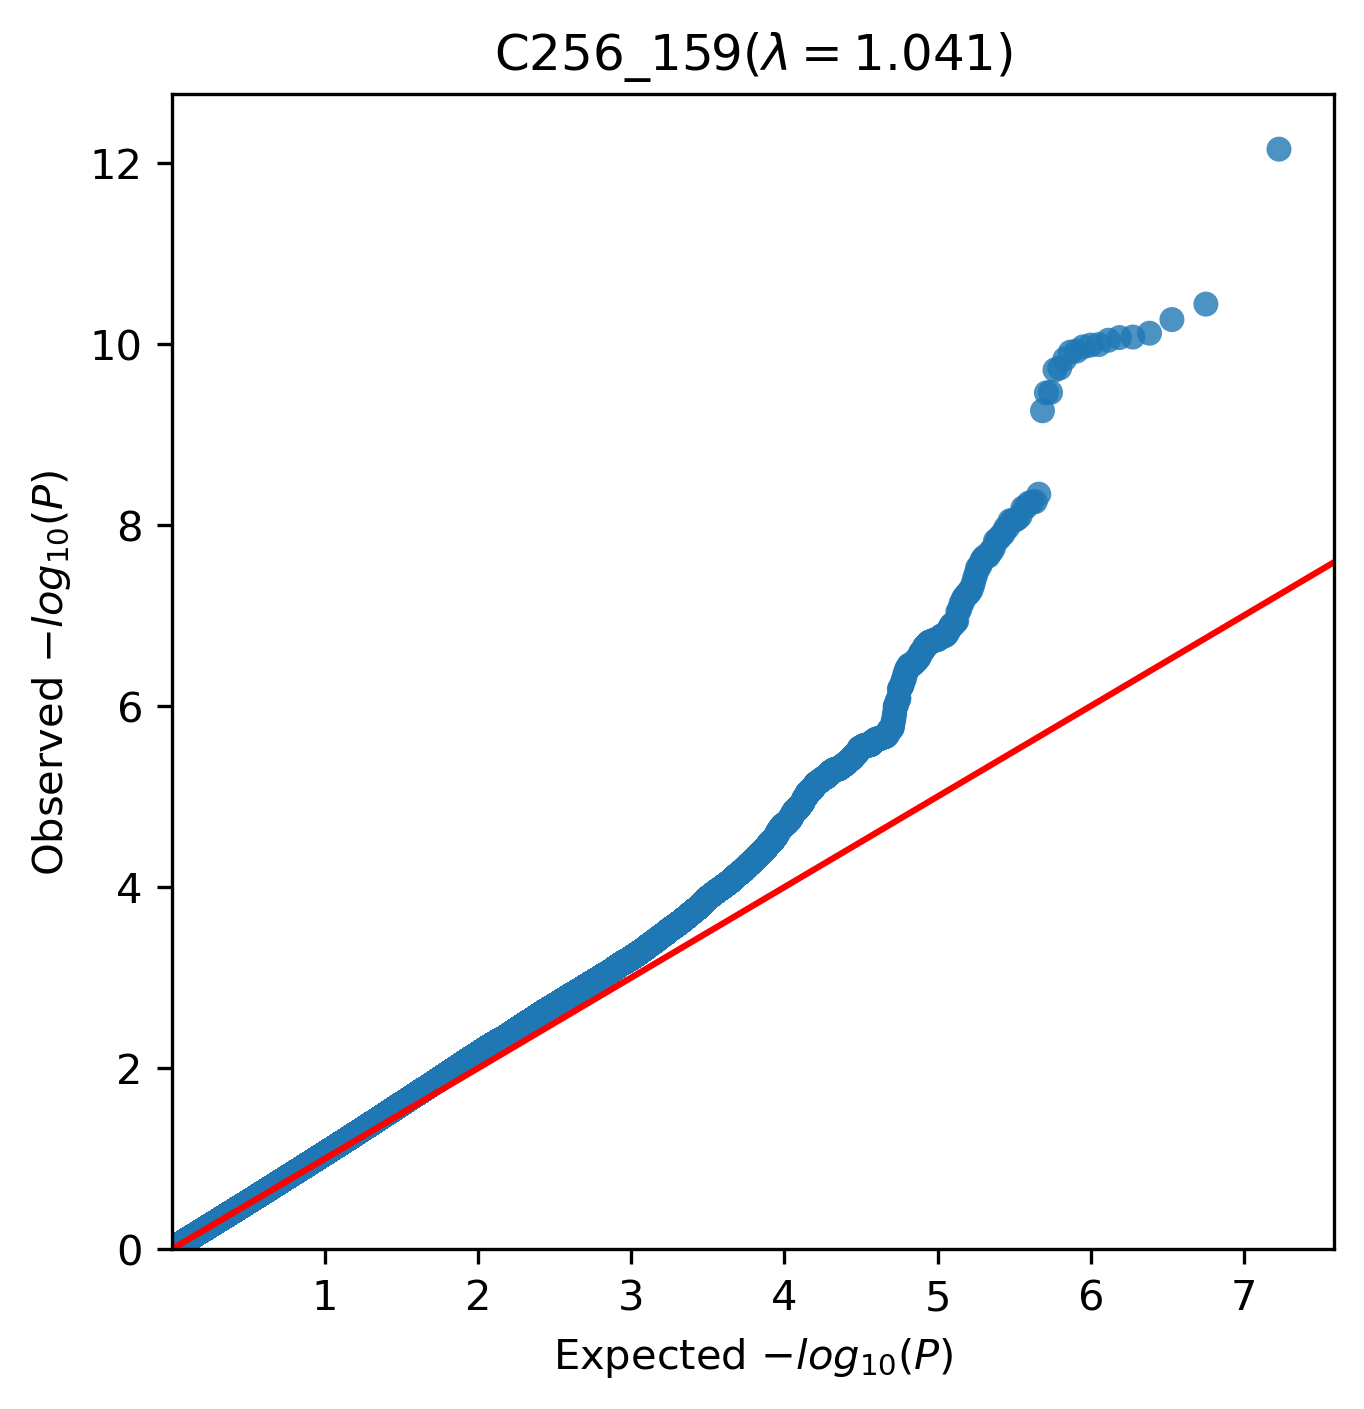 C256_159(λ = 1.041)
12
10
8
6
4
2
0
Observed −log₁₀(P)
1 2 3 4 5 6 7
Expected −log₁₀(P)